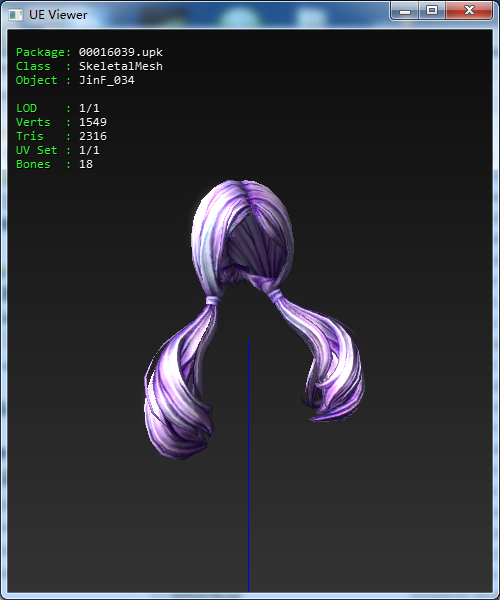 UE Viewer
Package: 00016039.upk
Class : SkeletalMesh
Object : JinF_034
LOD : 1/1
Verts : 1549
Tris : 2316
UV Set : 1/1
Bones : 18